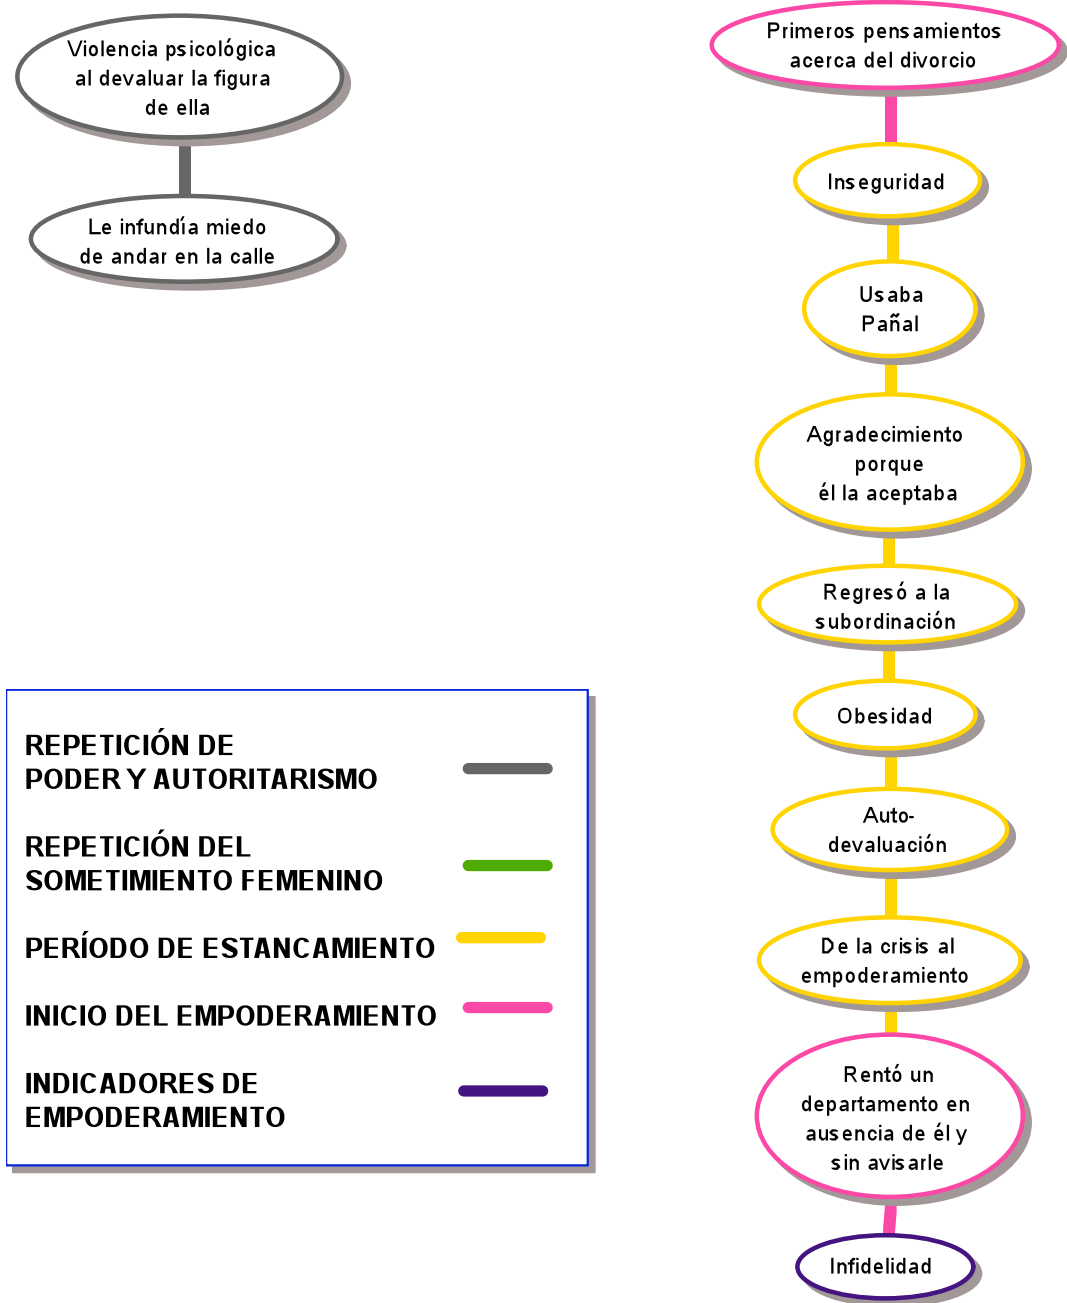 Violencia psicológica
al devaluar la figura
de ella
Le infundía miedo
de andar en la calle
Primeros pensamientos
acerca del divorcio
Inseguridad
Usaba
Pañal
Agradecimiento
porque
él la aceptaba
Regresó a la
subordinación
Obesidad
Auto-
devaluación
De la crisis al
empoderamiento
Rentó un
departamento en
ausencia de él y
sin avisarle
Infidelidad
REPETICIÓN DE
PODER Y AUTORITARISMO
REPETICIÓN DEL
SOMETIMIENTO FEMENINO
PERÍODO DE ESTANCAMIENTO
INICIO DEL EMPODERAMIENTO
INDICADORES DE
EMPODERAMIENTO